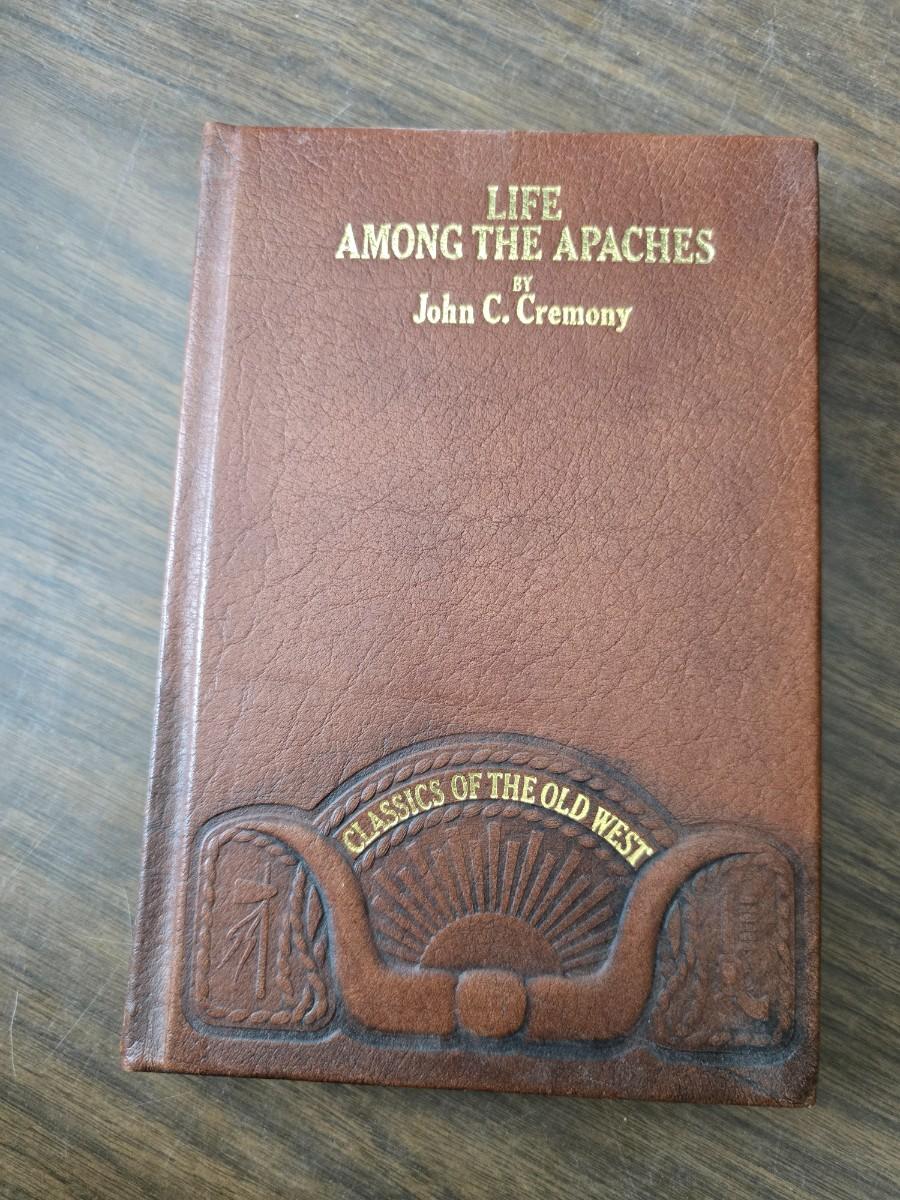 LIFE
AMONG THE APACHES
BY
John C. Cremony
CLASSICS OF THE OLD WEST